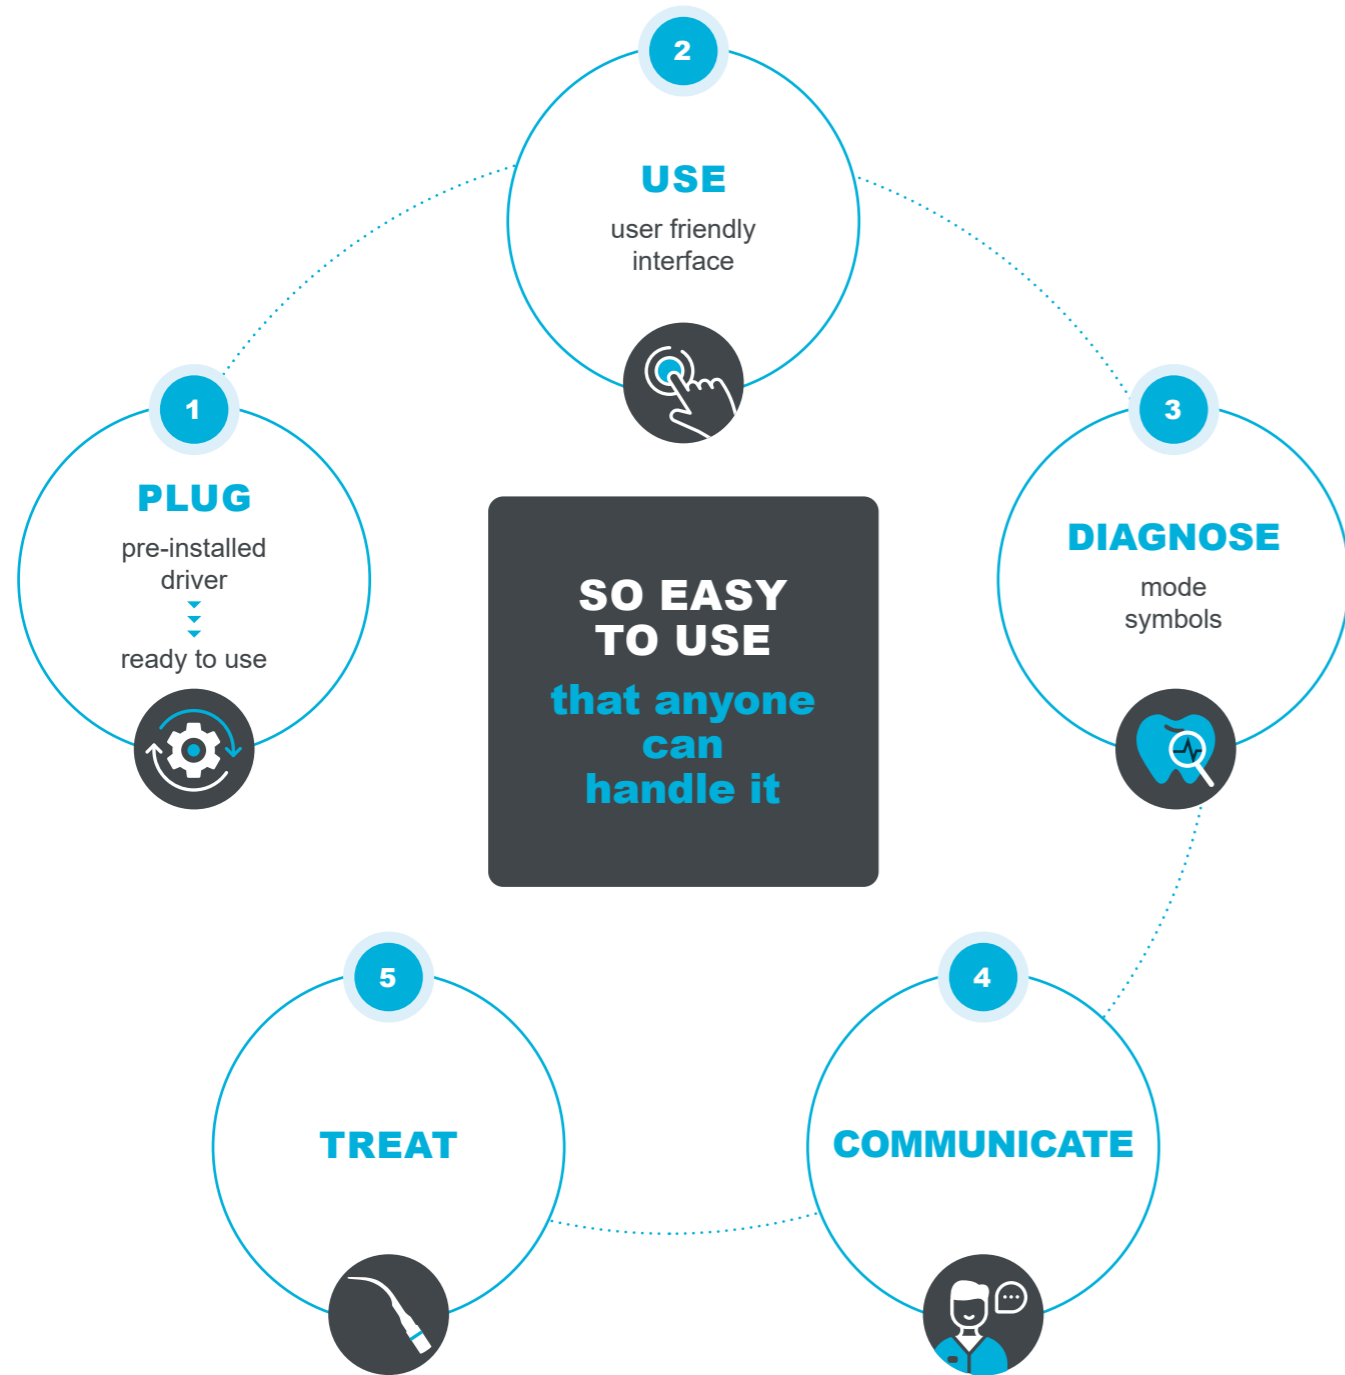 1
PLUG
pre-installed
driver
ready to use
2
USE
user friendly
interface
3
DIAGNOSE
mode
symbols
SO EASY
TO USE
that anyone
can
handle it
4
COMMUNICATE
5
TREAT